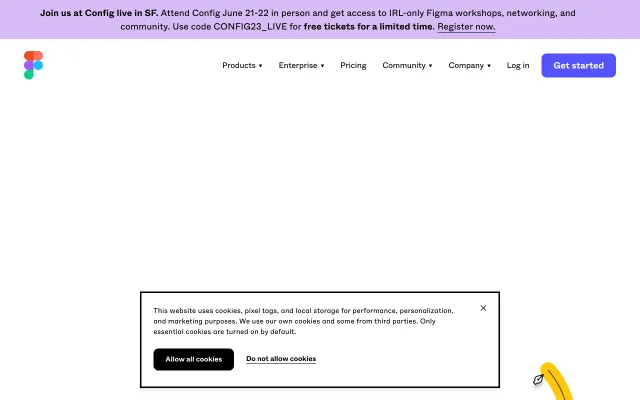 Join us at Config live in SF. Attend Config June 21-22 in person and get access to IRL-only Figma workshops, networking, and
community. Use code CONFIG23_LIVE for free tickets for a limited time. Register now.
Products ▾ Enterprise ▾ Pricing Community ▾ Company ▾ Log in Get started
This website uses cookies, pixel tags, and local storage for performance, personalization,
and marketing purposes. We use our own cookies and some from third parties. Only
essential cookies are turned on by default.
Allow all cookies Do not allow cookies